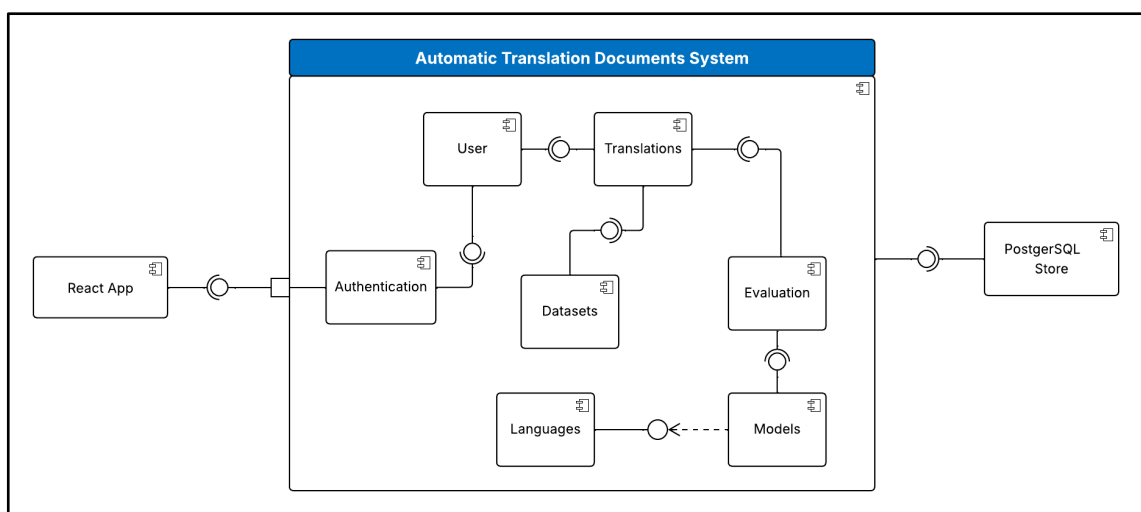 Automatic Translation Documents System
User
Translations
React App
Authentication
Datasets
Evaluation
PostgerSQL
Store
Languages
Models